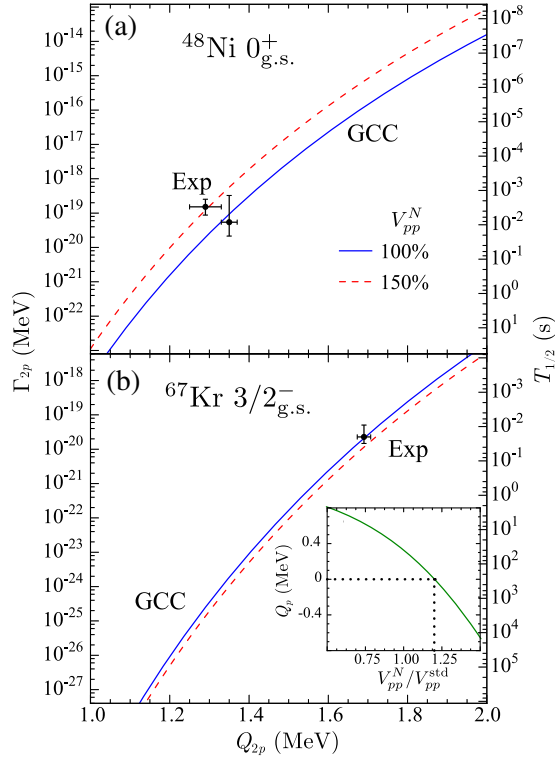 (a)
⁴⁸Ni 0⁺g.s.
GCC
Exp
V^N_pp
100%
150%
10⁻¹⁴
10⁻¹⁵
10⁻¹⁶
10⁻¹⁷
10⁻¹⁸
10⁻¹⁹
10⁻²⁰
10⁻²¹
10⁻²²
10⁻⁸
10⁻⁷
10⁻⁶
10⁻⁵
10⁻⁴
10⁻³
10⁻²
10⁻¹
10⁰
10¹
Γ₂p (MeV)
T₁/₂ (s)
(b)
⁶⁷Kr 3/2⁻g.s.
Exp
GCC
10⁻¹⁸
10⁻¹⁹
10⁻²⁰
10⁻²¹
10⁻²²
10⁻²³
10⁻²⁴
10⁻²⁵
10⁻²⁶
10⁻²⁷
10⁻³
10⁻²
10⁻¹
10⁰
10¹
10²
10³
10⁴
10⁵
Q_p (MeV)
0.4
0
-0.4
0.75 1.00 1.25
V^N_pp/V^std_pp
1.0 1.2 1.4 1.6 1.8 2.0
Q₂p (MeV)